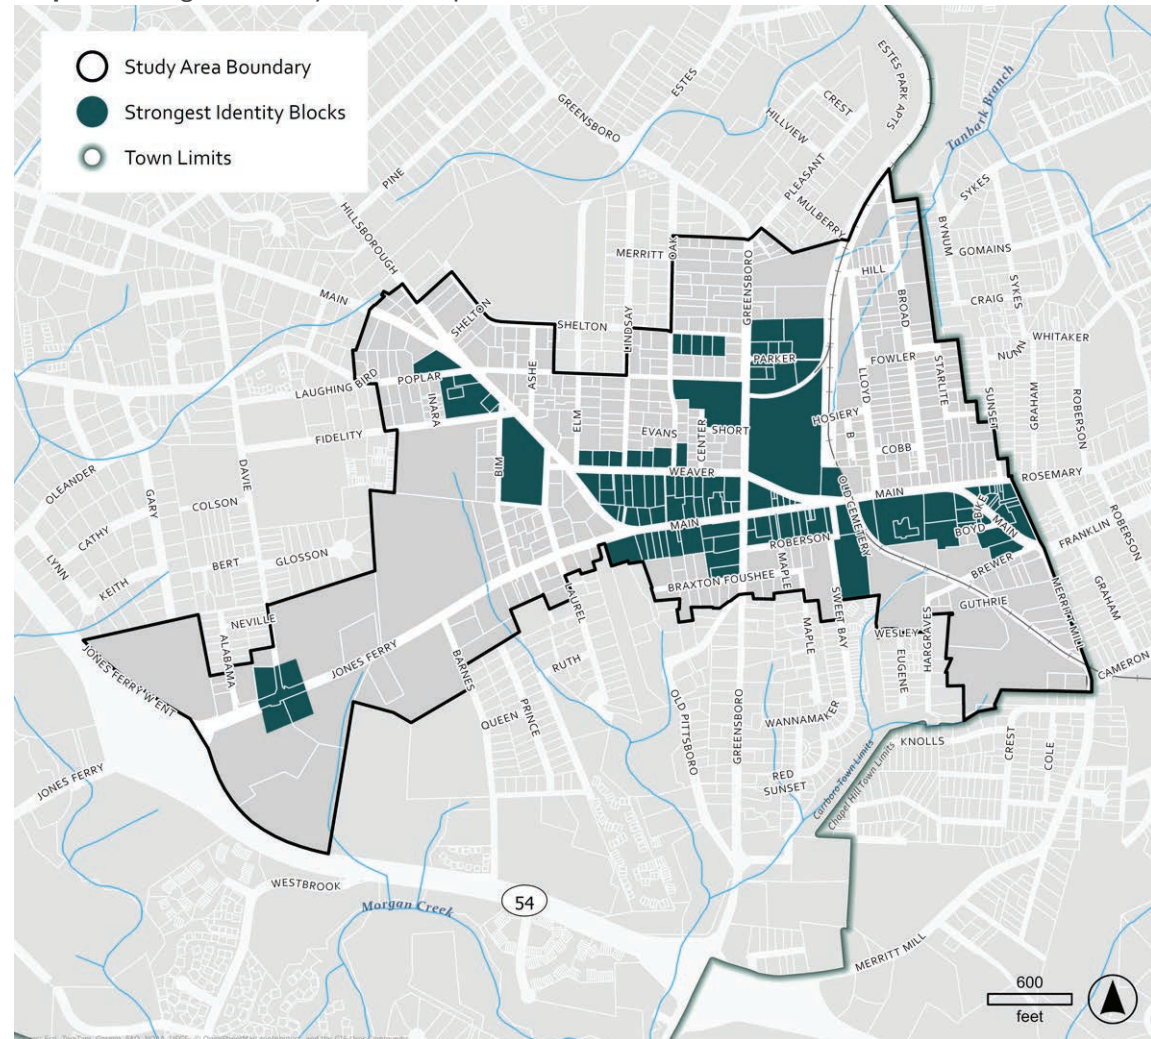 Study Area Boundary
Strongest Identity Blocks
Town Limits
ESTES PARK APTS
ESTES
CREST
GREENSBORO
HILLVIEW
Tanbark Branch
PINE
PLEASANT
SYKES
MULBERRY
HILLSBOROUGH
BYNUM
MERRITT
OAK
GREENSBORO
GOMAINS
HILL
SYKES
MAIN
BROAD
CRAIG
SHELTON
SHELTON
LINDSAY
WHITAKER
NUNN
PARKER
FOWLER
LAUGHING BIRD
POPLAR
ASHE
LLOYD
STARLITE
INARA
ELM
SUNSET
GRAHAM
ROBERSON
HOSIERY
FIDELITY
EVANS
CENTER
SHORT
B
COBB
OLEANDER
DAVIE
BIM
WEAVER
ROSEMARY
GARY
COLSON
MAIN
OLD CEMETERY
CATHY
MAIN
BIKE
MAIN
BOYD
FRANKLIN
ROBERSON
LYNN
GLOSSON
ROBERSON
BERT
KEITH
BREWER
MAPLE
BRAXTON FOUSHEE
SWEET BAY
GUTHRIE
GRAHAM
MERRITT MILL
NEVILLE
LAUREL
MAPLE
WESLEY
HARGRAVES
ALABAMA
EUGENE
JONES FERRY W ENT
JONES FERRY
BARNES
RUTH
CAMERON
OLD PITTSBORO
GREENSBORO
QUEEN
PRINCE
WANNAMAKER
KNOLLS
CREST
COLE
JONES FERRY
RED
SUNSET
Carrboro Town Limits
Chapel Hill Town Limits
WESTBROOK
54
Morgan Creek
MERRITT MILL
600
feet